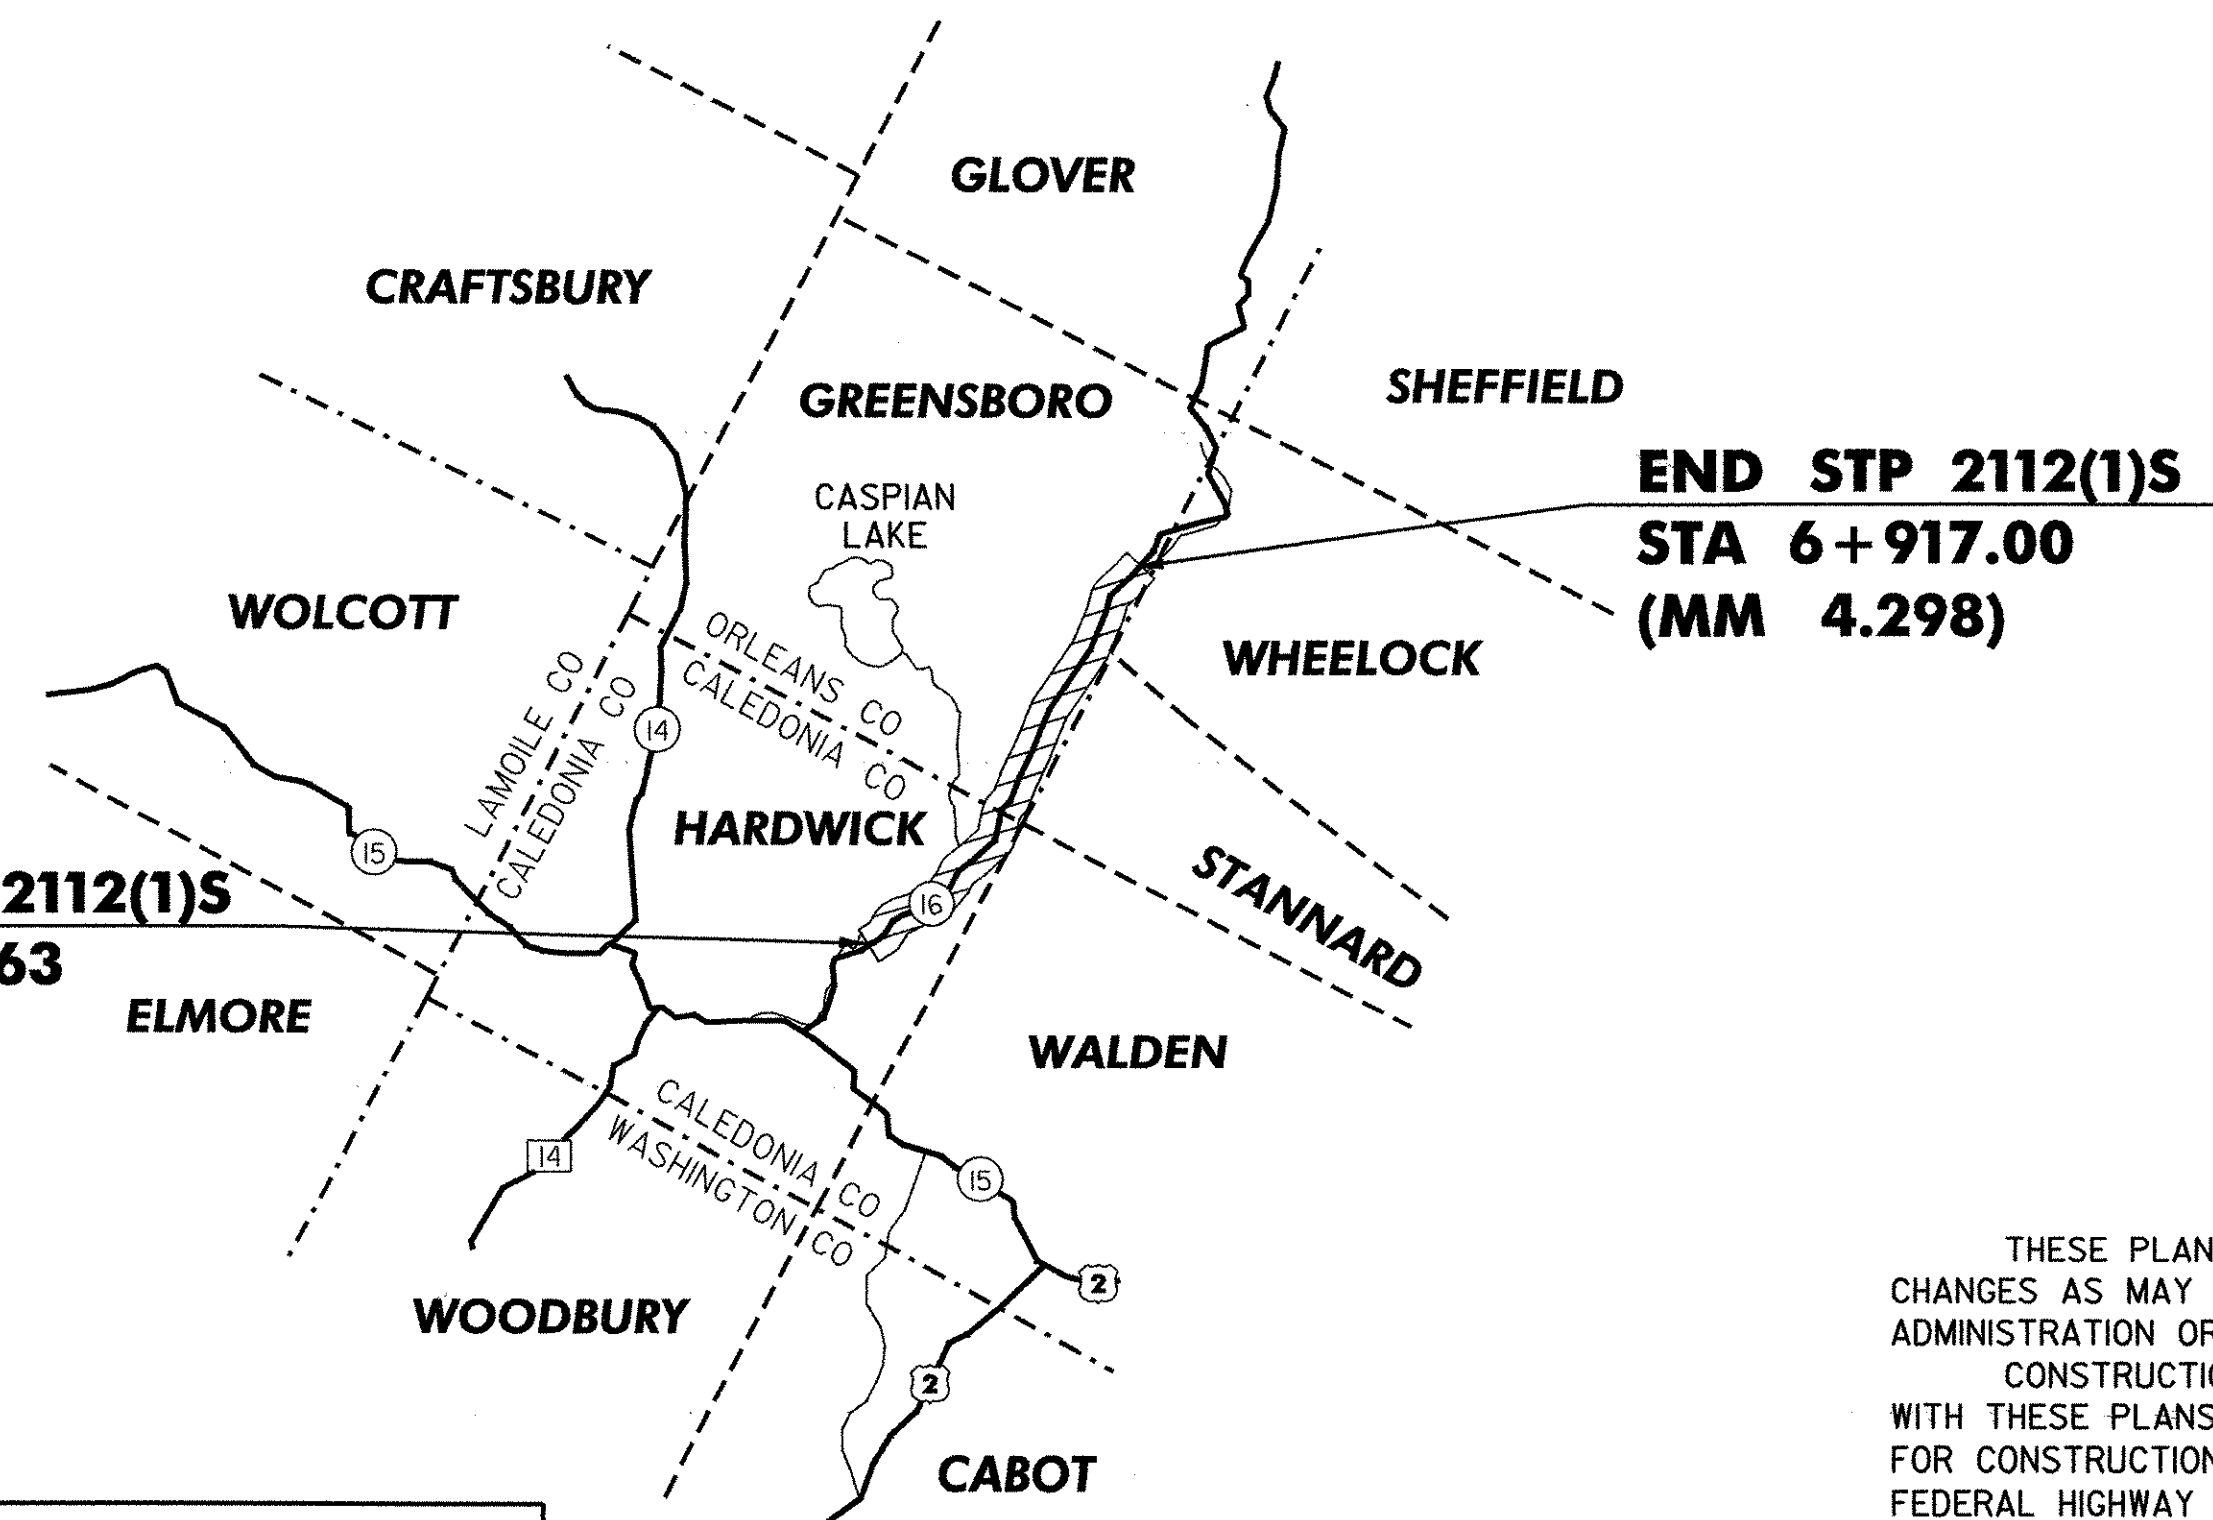 GLOVER
CRAFTSBURY
GREENSBORO
SHEFFIELD
END STP 2112(1)S
STA 6+917.00
(MM 4.298)
CASPIAN
LAKE
WOLCOTT
ORLEANS CO
CALEDONIA CO
WHEELOCK
LAMOILE CO
CALEDONIA CO
14
HARDWICK
15
STANNARD
2112(1)S
16
63
ELMORE
WALDEN
CALEDONIA CO
WASHINGTON CO
14
15
2
WOODBURY
2
CABOT
THESE PLAN
CHANGES AS MAY
ADMINISTRATION OR
CONSTRUCTIO
WITH THESE PLANS
FOR CONSTRUCTION
FEDERAL HIGHWAY